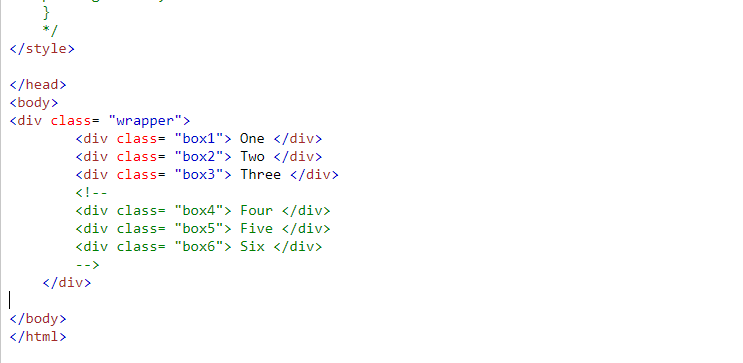 }
*/
</style>
</head>
<body>
<div class= "wrapper">
<div class= "box1"> One </div>
<div class= "box2"> Two </div>
<div class= "box3"> Three </div>
<!--
<div class= "box4"> Four </div>
<div class= "box5"> Five </div>
<div class= "box6"> Six </div>
-->
</div>
</body>
</html>